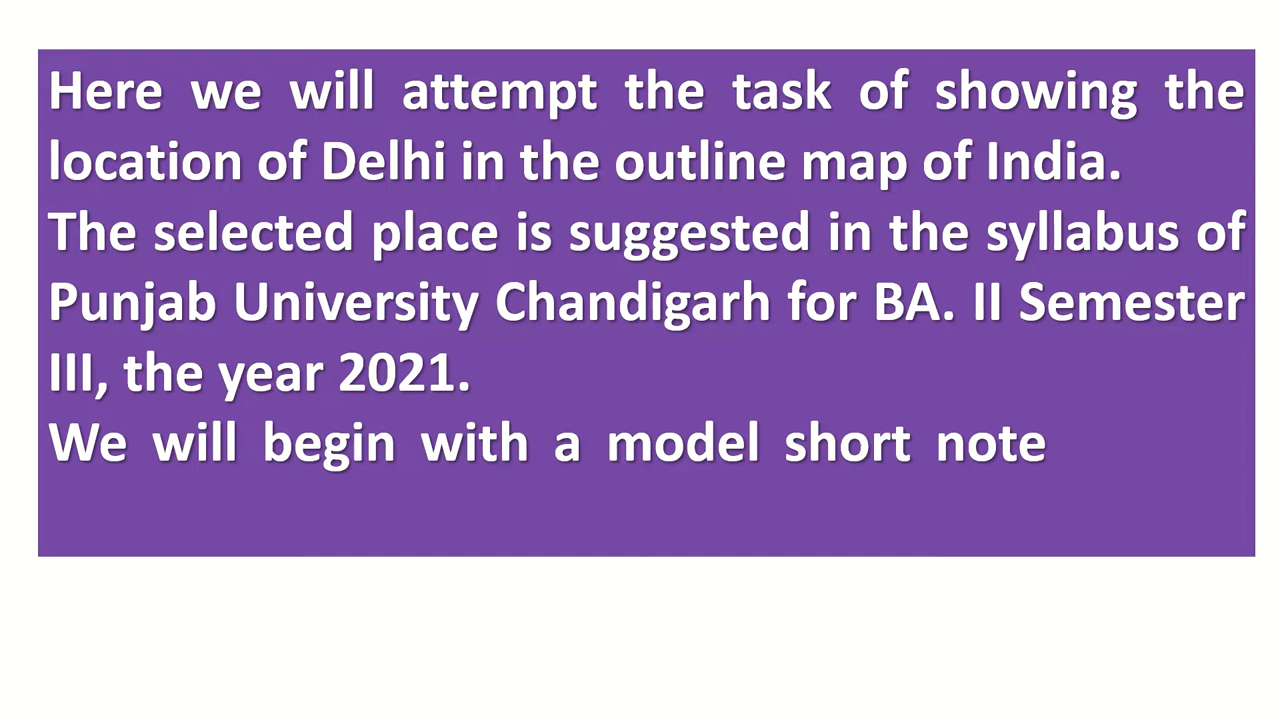 Here we will attempt the task of showing the
location of Delhi in the outline map of India.
The selected place is suggested in the syllabus of
Punjab University Chandigarh for BA. II Semester
III, the year 2021.
We will begin with a model short note